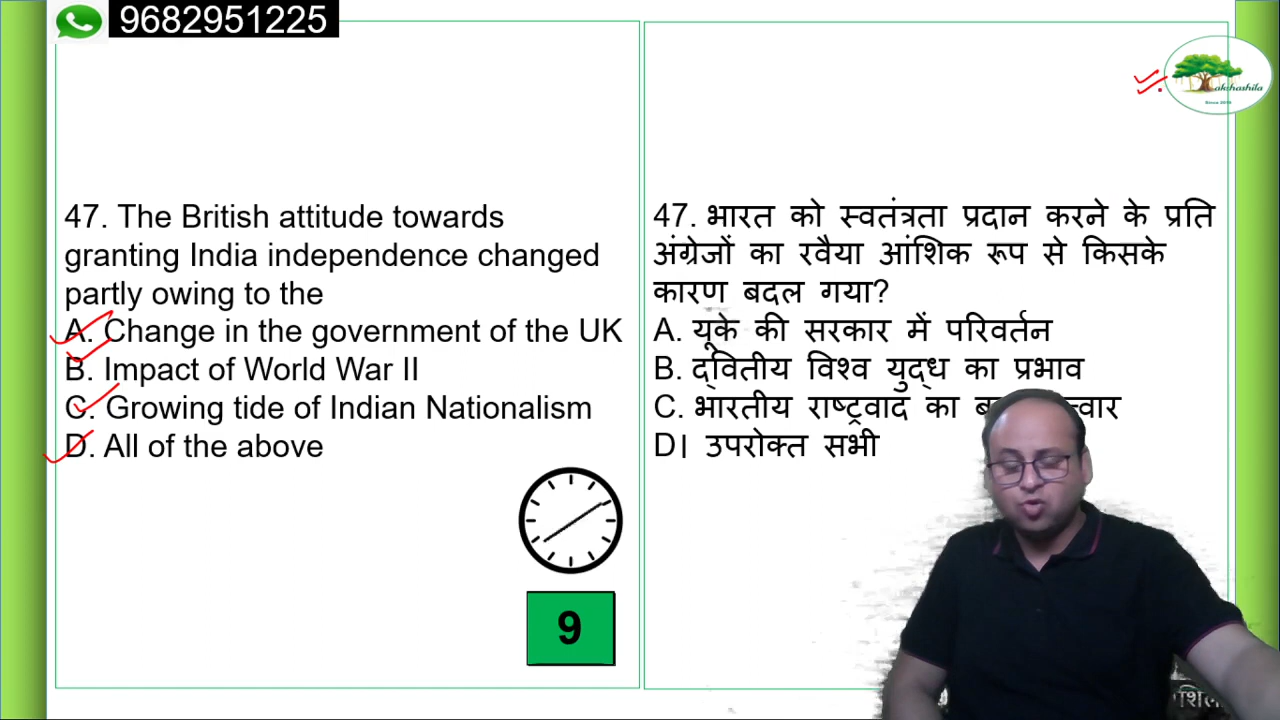 9682951225
akshashila
Since 2010
47. The British attitude towards
granting India independence changed
partly owing to the
A. Change in the government of the UK
B. Impact of World War II
C. Growing tide of Indian Nationalism
D. All of the above
9
47. भारत को स्वतंत्रता प्रदान करने के प्रति
अंग्रेजों का रवैया आंशिक रूप से किसके
कारण बदल गया?
A. यूके की सरकार में परिवर्तन
B. द्वितीय विश्व युद्ध का प्रभाव
C. भारतीय राष्ट्रवाद का
D। उपरोक्त सभी